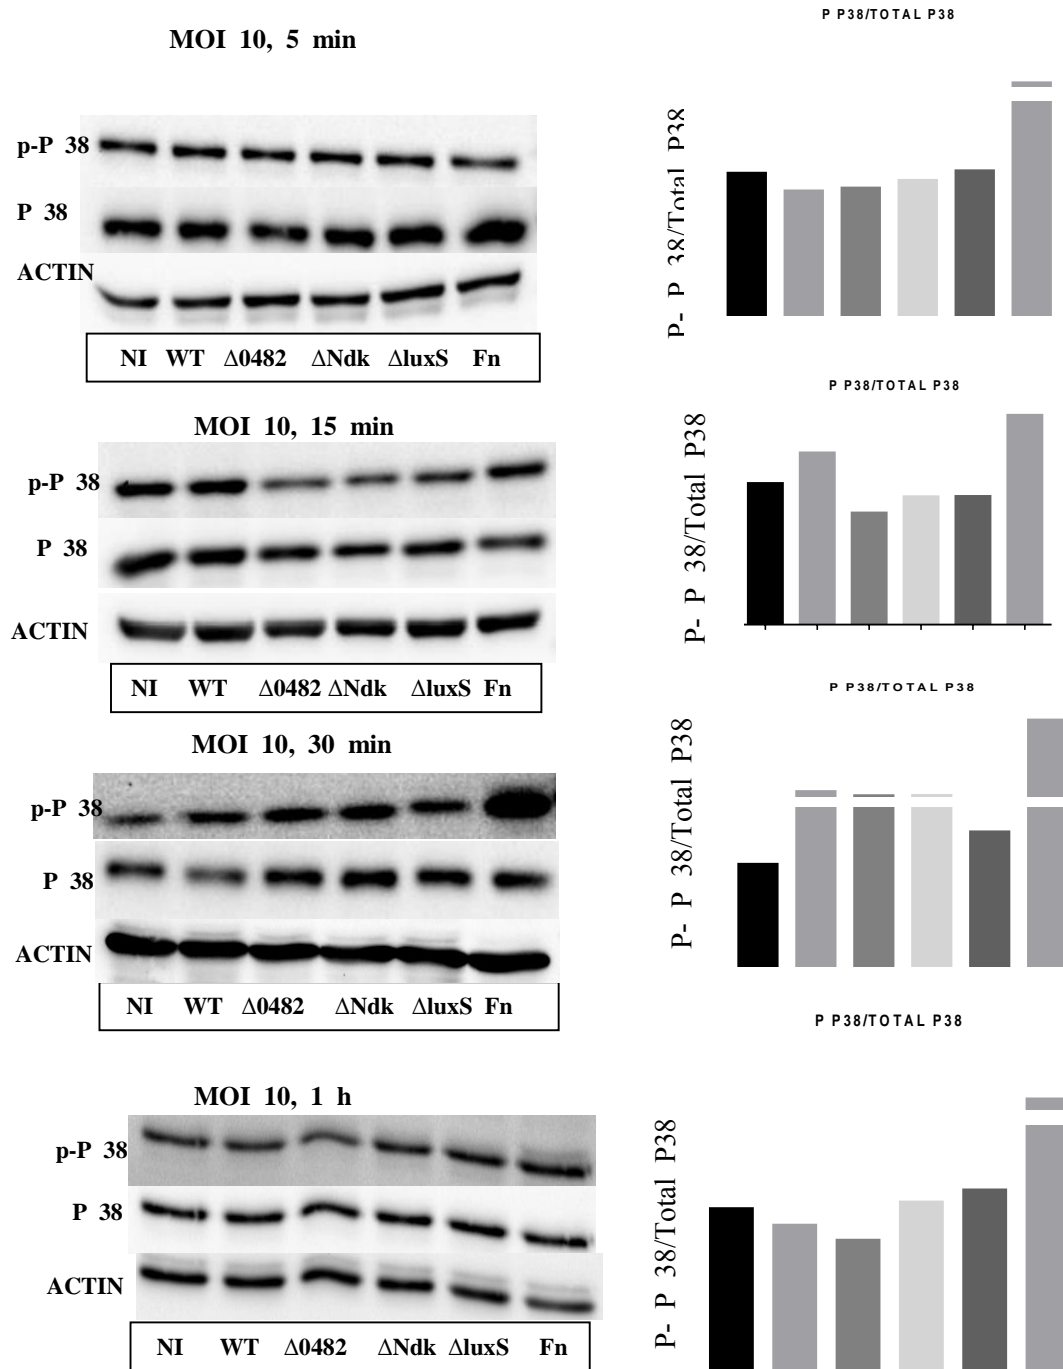 P P38/TOTAL P38
MOI 10, 5 min
p-P 38
P 38
ACTIN
NI WT Δ0482 ΔNdk ΔluxS Fn
P- P 38/Total P38
P P38/TOTAL P38
MOI 10, 15 min
p-P 38
P 38
ACTIN
NI WT Δ0482 ΔNdk ΔluxS Fn
P- P 38/Total P38
P P38/TOTAL P38
MOI 10, 30 min
p-P 38
P 38
ACTIN
NI WT Δ0482 ΔNdk ΔluxS Fn
P- P 38/Total P38
P P38/TOTAL P38
MOI 10, 1 h
p-P 38
P 38
ACTIN
NI WT Δ0482 ΔNdk ΔluxS Fn
P- P 38/Total P38